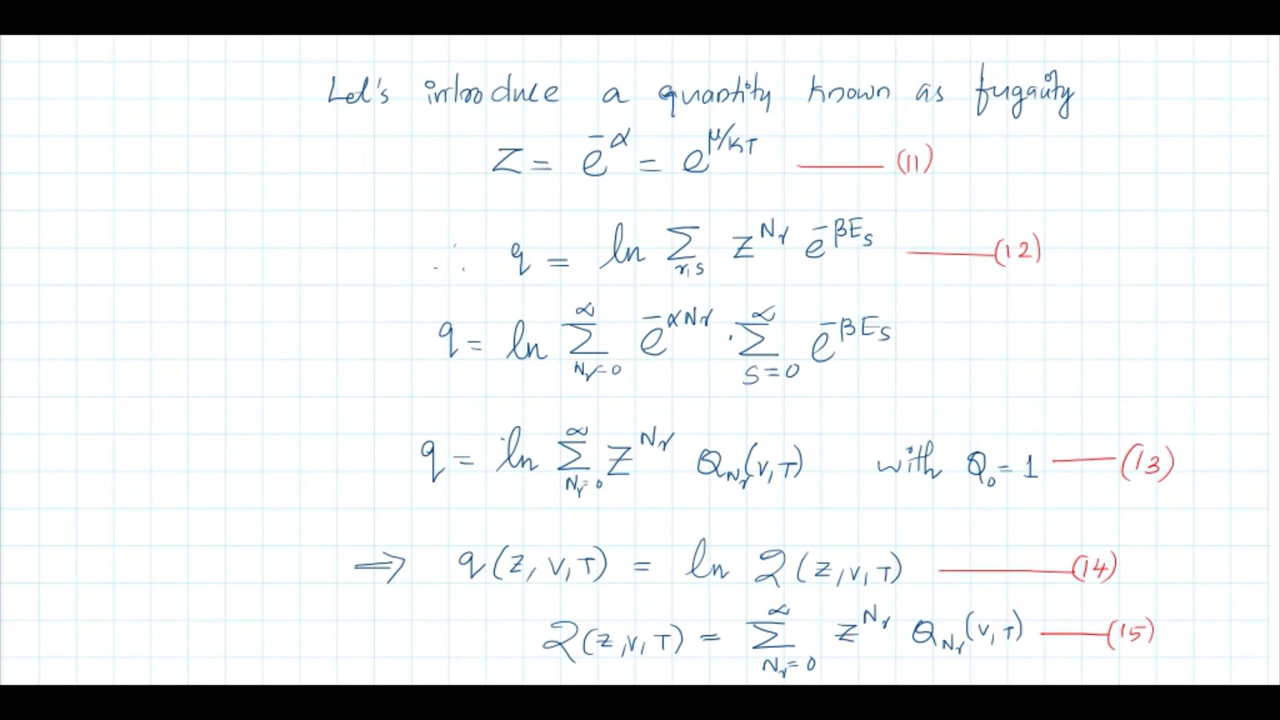 Let's introduce a quantity known as fugacity
Z = e^{-α} = e^{μ/KT} —— (11)
∴ q = ln Σ_{r,s} Z^{N_r} e^{-βE_s} —— (12)
q = ln Σ_{N_r=0}^{∞} e^{-αN_r} · Σ_{S=0}^{∞} e^{-βE_s}
q = ln Σ_{N_r=0}^{∞} Z^{N_r} Q_{N_r}(V,T) with Q_0 = 1 —— (13)
⇒ q(Z,V,T) = ln 𝒬(Z,V,T) —— (14)
𝒬(Z,V,T) = Σ_{N_r=0}^{∞} Z^{N_r} Q_{N_r}(V,T) —— (15)